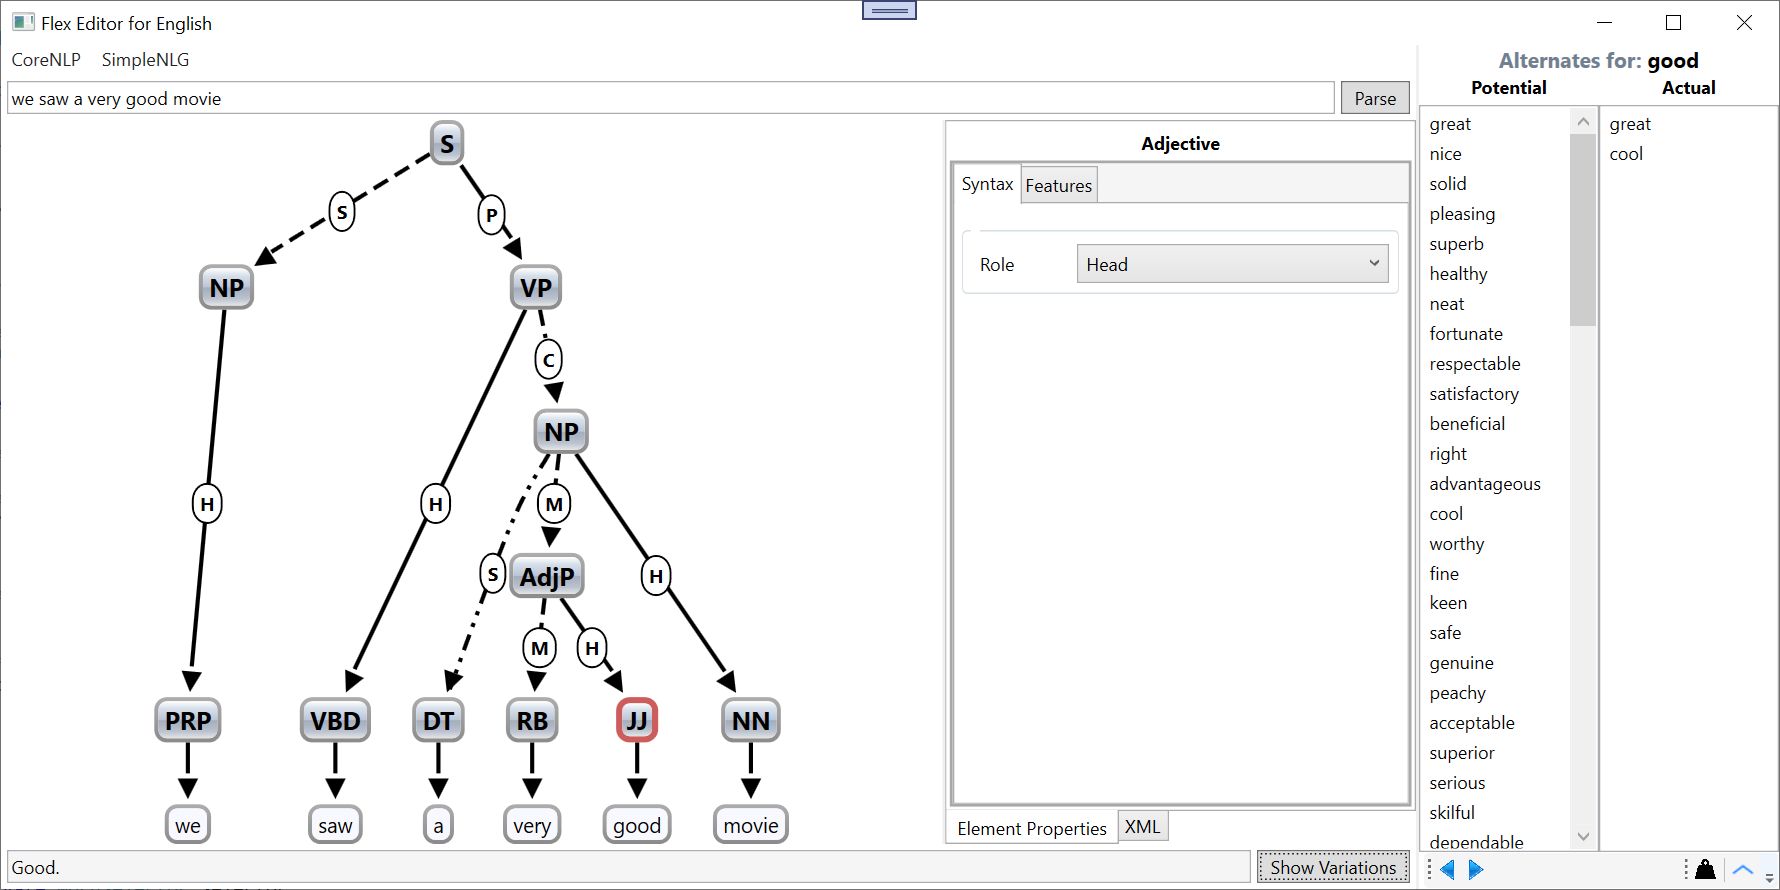 Flex Editor for English
CoreNLP SimpleNLG
we saw a very good movie
Parse
S
S
P
NP
VP
C
NP
H
H
M
S
AdjP
H
M
H
PRP
VBD
DT
RB
JJ
NN
we
saw
a
very
good
movie
Good.
Show Variations
Adjective
Syntax
Features
Role
Head
Element Properties
XML
Alternates for: good
Potential
Actual
great
nice
solid
pleasing
superb
healthy
neat
fortunate
respectable
satisfactory
beneficial
right
advantageous
cool
worthy
fine
keen
safe
genuine
peachy
acceptable
superior
serious
skilful
dependable
great
cool